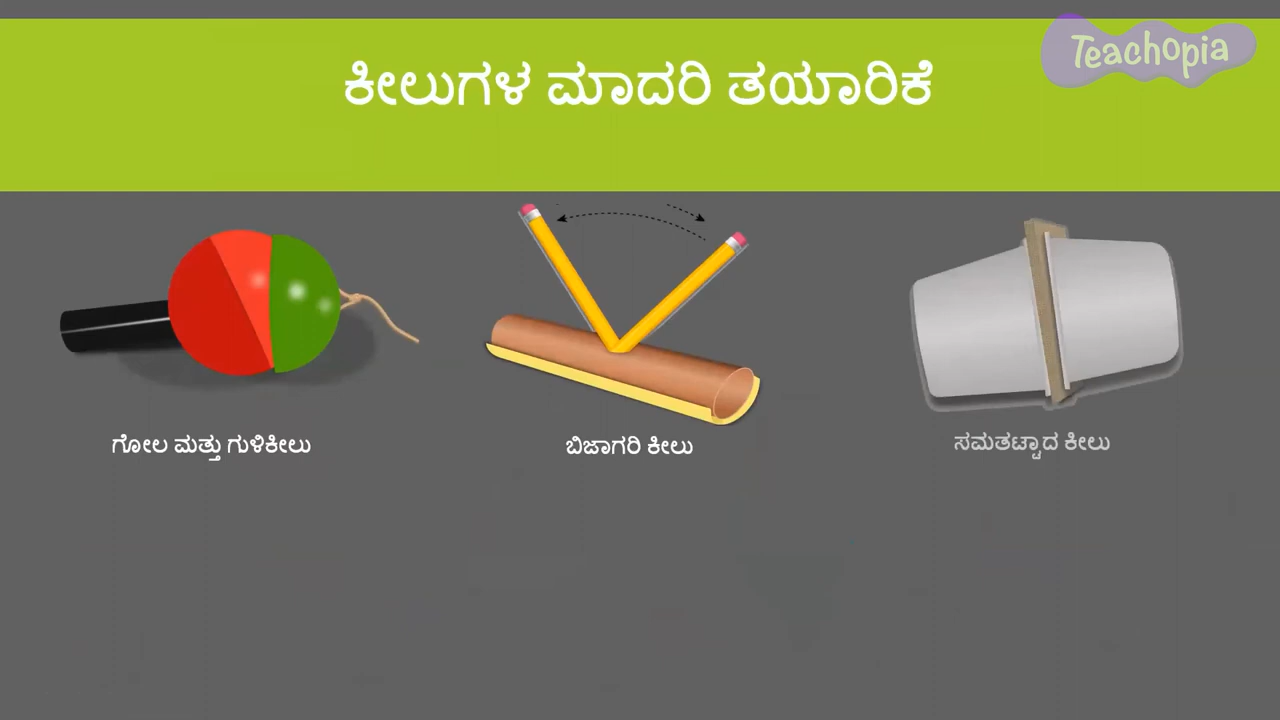 Teachopia
ಕೀಲುಗಳ ಮಾದರಿ ತಯಾರಿಕೆ
ಗೋಲ ಮತ್ತು ಗುಳಿಕೀಲು
ಬಿಜಾಗರಿ ಕೀಲು
ಸಮತಟ್ಟಾದ ಕೀಲು